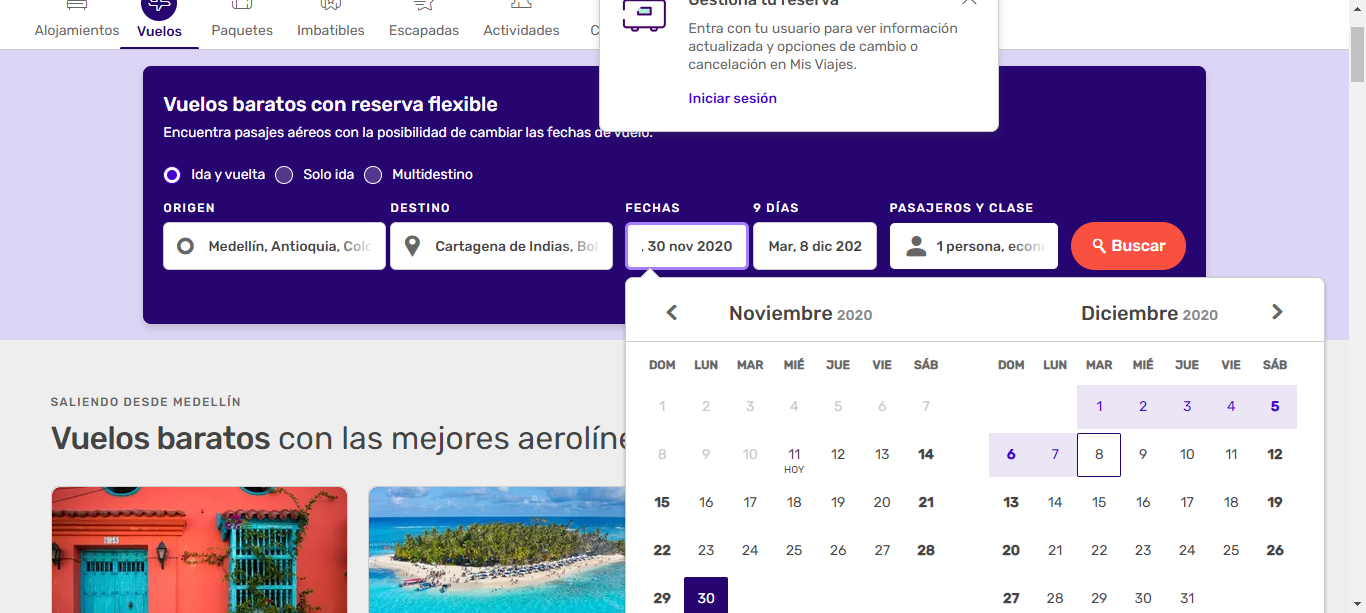 Gestiona tu reserva
Alojamientos Vuelos Paquetes Imbatibles Escapadas Actividades C
Entra con tu usuario para ver información
actualizada y opciones de cambio o
cancelación en Mis Viajes.
Iniciar sesión
Vuelos baratos con reserva flexible
Encuentra pasajes aéreos con la posibilidad de cambiar las fechas de vuelo.
Ida y vuelta Solo ida Multidestino
ORIGEN DESTINO FECHAS 9 DÍAS PASAJEROS Y CLASE
Medellín, Antioquia, Colo Cartagena de Indias, Bol , 30 nov 2020 Mar, 8 dic 202 1 persona, econ Buscar
Noviembre 2020 Diciembre 2020
DOM LUN MAR MIÉ JUE VIE SÁB DOM LUN MAR MIÉ JUE VIE SÁB
1 2 3 4 5 6 7 1 2 3 4 5
8 9 10 11 12 13 14 6 7 8 9 10 11 12
HOY
15 16 17 18 19 20 21 13 14 15 16 17 18 19
22 23 24 25 26 27 28 20 21 22 23 24 25 26
29 30 27 28 29 30 31
SALIENDO DESDE MEDELLÍN
Vuelos baratos con las mejores aerolíne